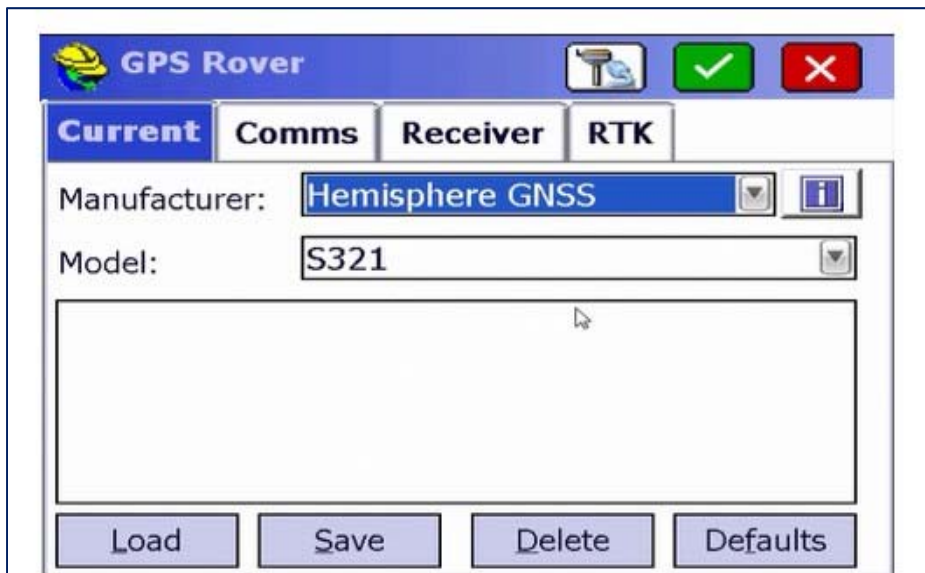 GPS Rover
Current Comms Receiver RTK
Manufacturer: Hemisphere GNSS
Model: S321
Load Save Delete Defaults